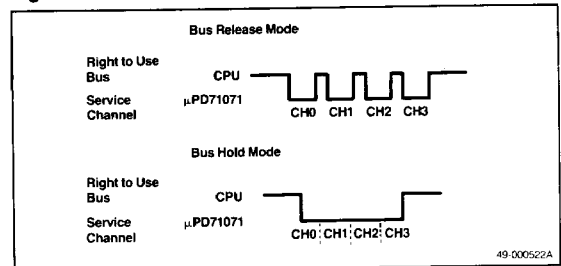 Bus Release Mode
Right to Use Bus
CPU
Service Channel
μPD71071
CH0 CH1 CH2 CH3
Bus Hold Mode
Right to Use Bus
CPU
Service Channel
μPD71071
CH0 CH1 CH2 CH3
49-000522A